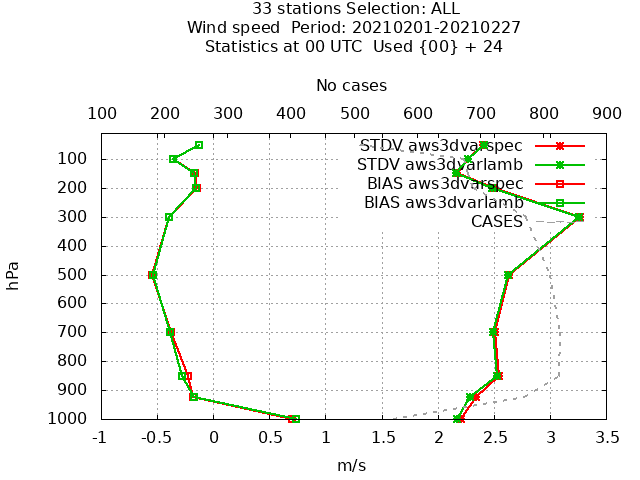 33 stations Selection: ALL
Wind speed  Period: 20210201-20210227
Statistics at 00 UTC  Used {00} + 24
No cases
100 200 300 400 500 600 700 800 900
STDV aws3dvarspec
STDV aws3dvarlamb
BIAS aws3dvarspec
BIAS aws3dvarlamb
CASES
hPa
100
200
300
400
500
600
700
800
900
1000
-1 -0.5 0 0.5 1 1.5 2 2.5 3 3.5
m/s